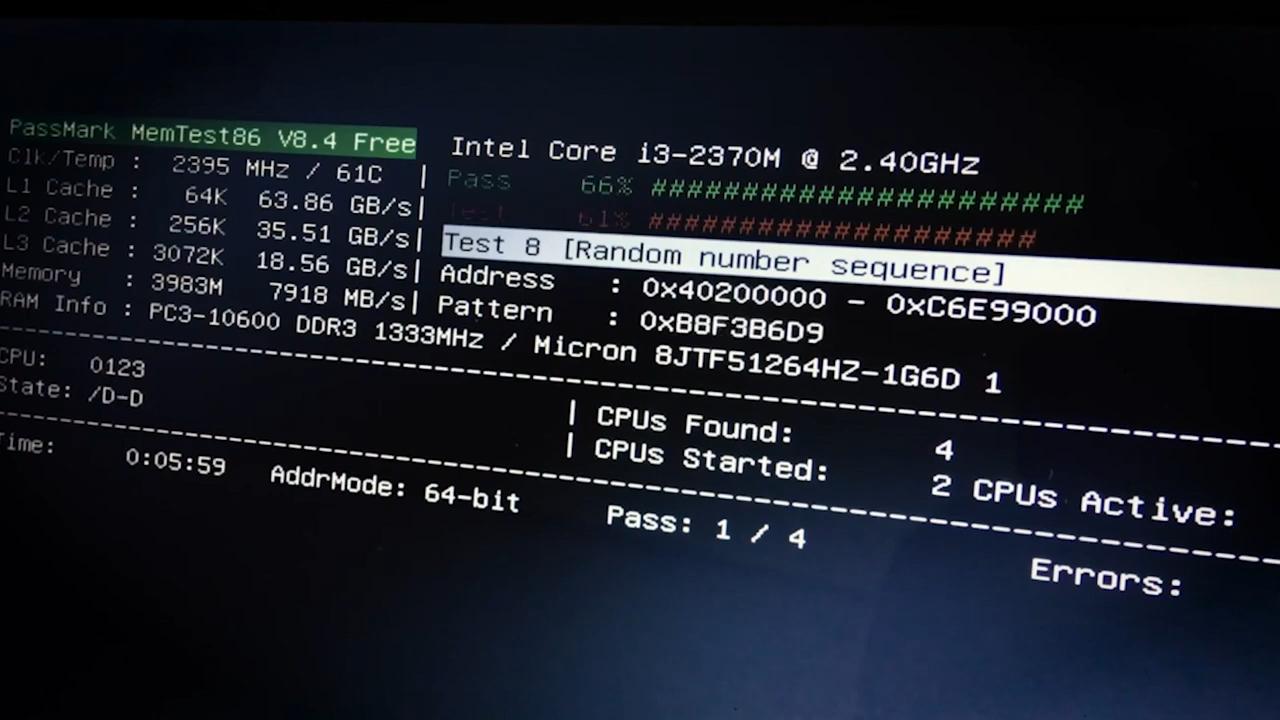 PassMark MemTest86 V8.4 Free
Intel Core i3-2370M @ 2.40GHz
Clk/Temp : 2395 MHz / 61C |
Pass 66% ########################
L1 Cache : 64K 63.86 GB/s|
Test 61% ######################
L2 Cache : 256K 35.51 GB/s|
Test 8 [Random number sequence]
L3 Cache : 3072K 18.56 GB/s|
Address : 0x40200000 - 0xC6E99000
Memory : 3983M 7918 MB/s|
Pattern : 0xB8F3B6D9
RAM Info : PC3-10600 DDR3 1333MHz / Micron 8JTF51264HZ-1G6D 1
CPU: 0123
| CPUs Found: 4
State: /D-D
| CPUs Started: 2 CPUs Active:
Time: 0:05:59 AddrMode: 64-bit Pass: 1 / 4 Errors: